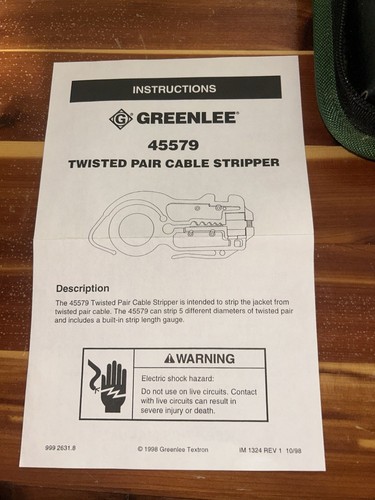 INSTRUCTIONS
G GREENLEE®
45579
TWISTED PAIR CABLE STRIPPER
Description
The 45579 Twisted Pair Cable Stripper is intended to strip the jacket from
twisted pair cable. The 45579 can strip 5 different diameters of twisted pair
and includes a built-in strip length gauge.
⚠WARNING
Electric shock hazard:
Do not use on live circuits. Contact
with live circuits can result in
severe injury or death.
999 2631.8 © 1998 Greenlee Textron IM 1324 REV 1 10/98